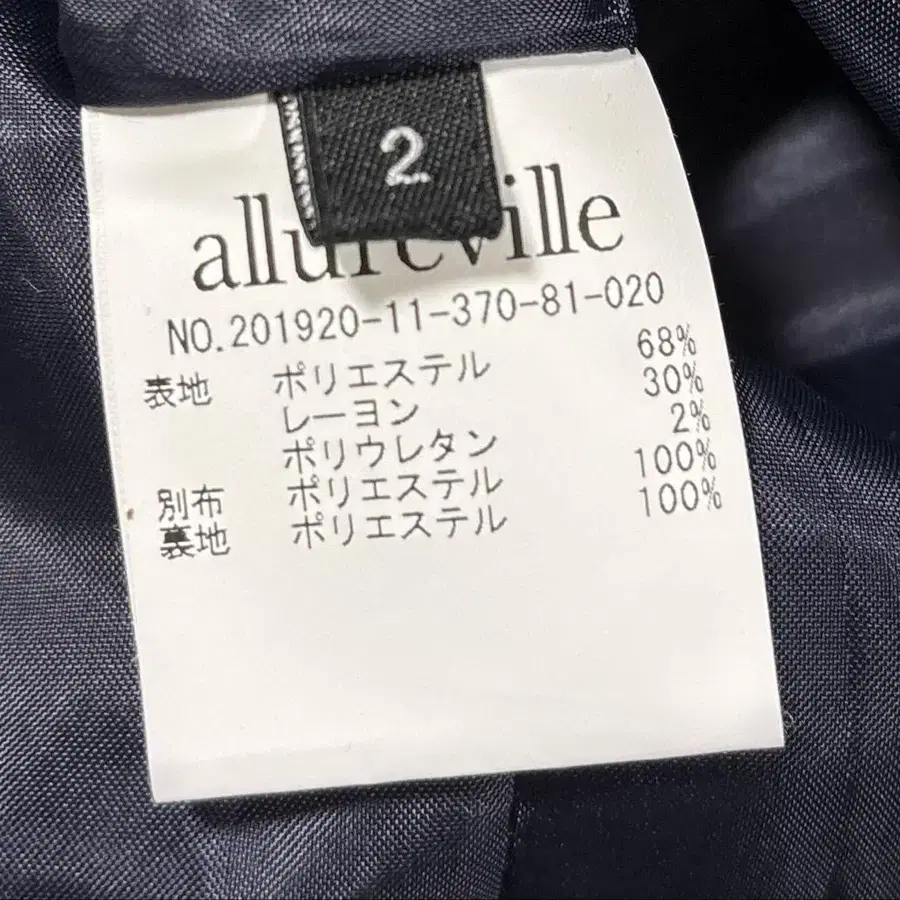 2
allureville
NO.201920-11-370-81-020
表地 ポリエステル 68%
レーヨン 30%
ポリウレタン 2%
別布 ポリエステル 100%
裏地 ポリエステル 100%